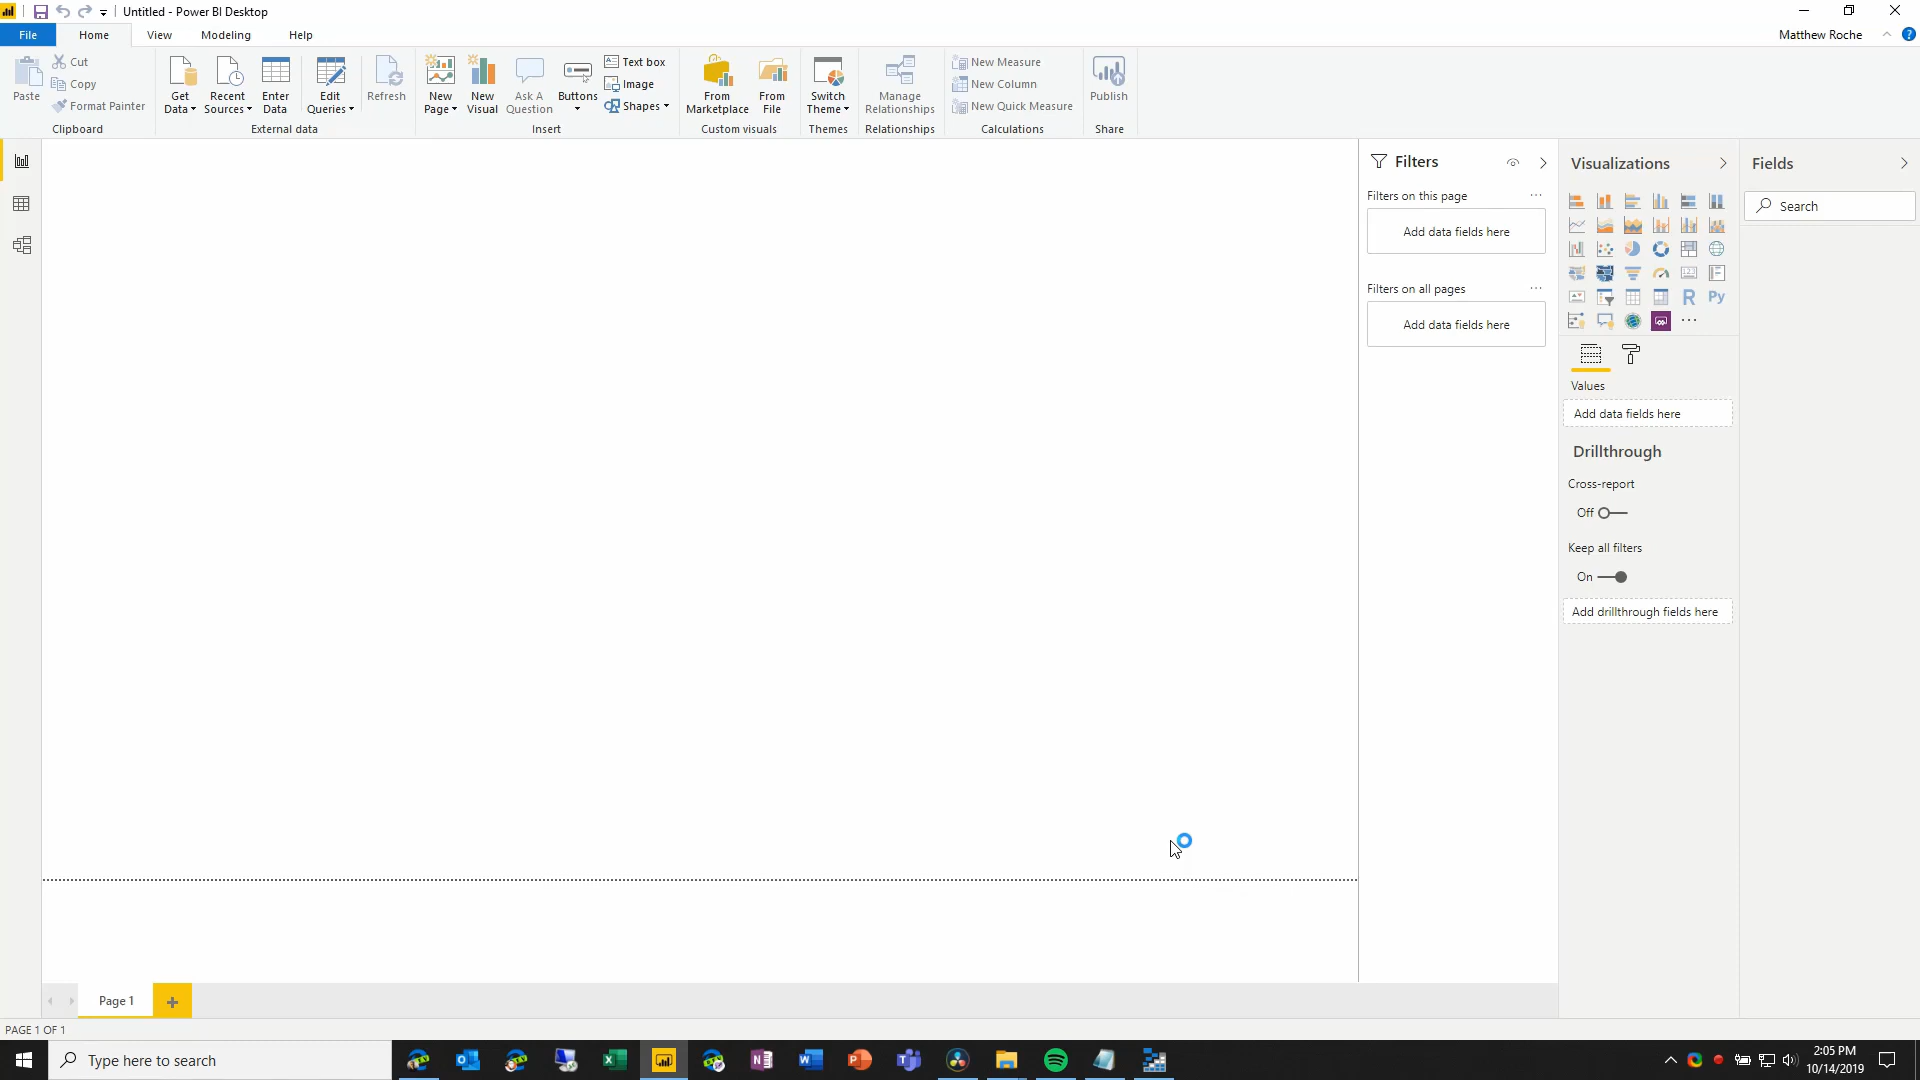 Untitled - Power BI Desktop
File
Home
View
Modeling
Help
Matthew Roche
?
Paste
Cut
Copy
Format Painter
Clipboard
Get Data
Recent Sources
Enter Data
Edit Queries
Refresh
External data
New Page
New Visual
Ask A Question
Buttons
Text box
Image
Shapes
Insert
From Marketplace
From File
Custom visuals
Switch Theme
Themes
Manage Relationships
Relationships
New Measure
New Column
New Quick Measure
Calculations
Publish
Share
Filters
Filters on this page
...
Add data fields here
Filters on all pages
...
Add data fields here
Visualizations
123
R
Py
...
Values
Add data fields here
Drillthrough
Cross-report
Off
Keep all filters
On
Add drillthrough fields here
Fields
Search
Page 1
+
PAGE 1 OF 1
Type here to search
2:05 PM
10/14/2019